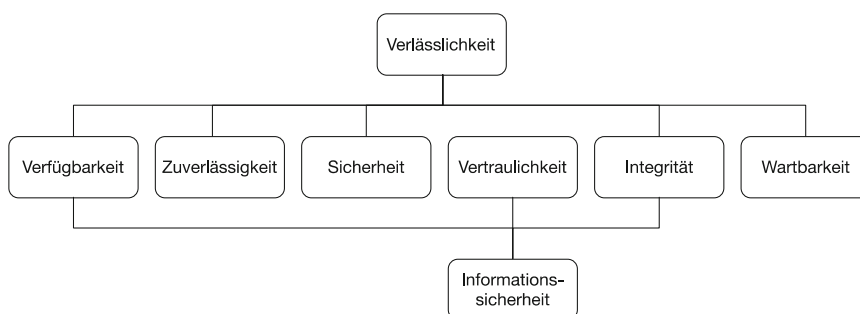 Verlässlichkeit
Verfügbarkeit
Zuverlässigkeit
Sicherheit
Vertraulichkeit
Integrität
Wartbarkeit
Informations-
sicherheit